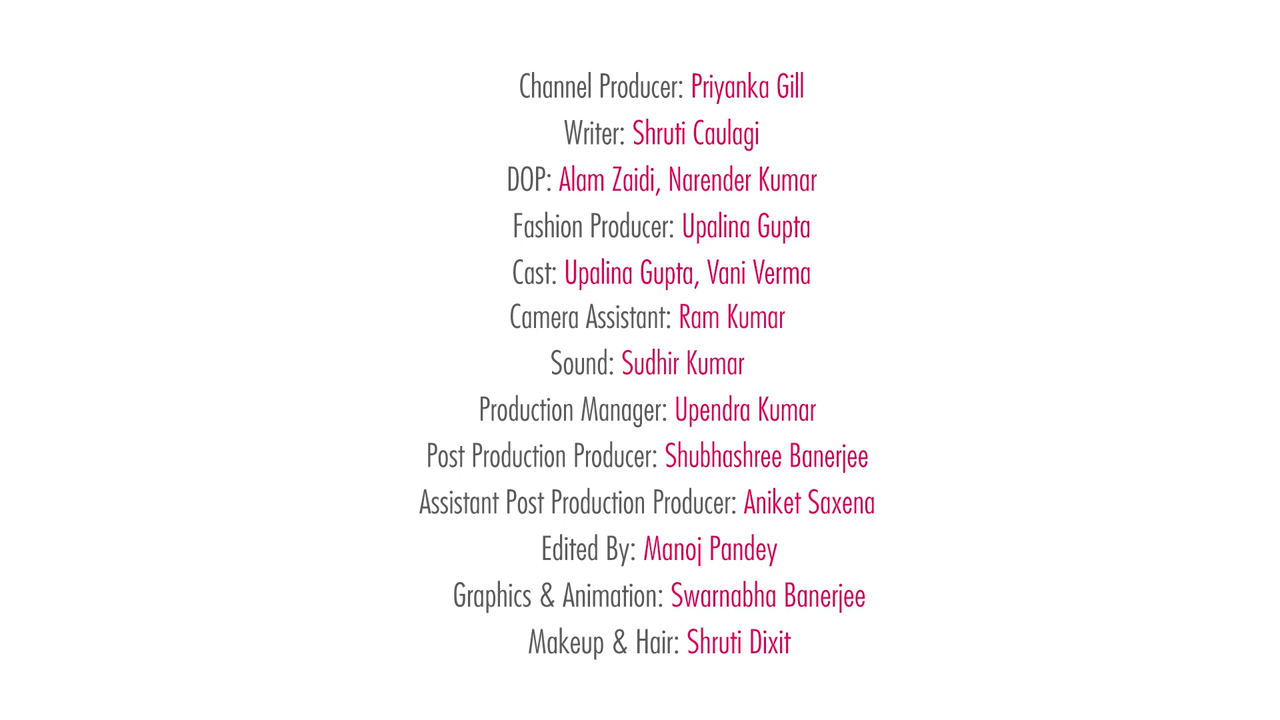 Channel Producer: Priyanka Gill
Writer: Shruti Caulagi
DOP: Alam Zaidi, Narender Kumar
Fashion Producer: Upalina Gupta
Cast: Upalina Gupta, Vani Verma
Camera Assistant: Ram Kumar
Sound: Sudhir Kumar
Production Manager: Upendra Kumar
Post Production Producer: Shubhashree Banerjee
Assistant Post Production Producer: Aniket Saxena
Edited By: Manoj Pandey
Graphics & Animation: Swarnabha Banerjee
Makeup & Hair: Shruti Dixit